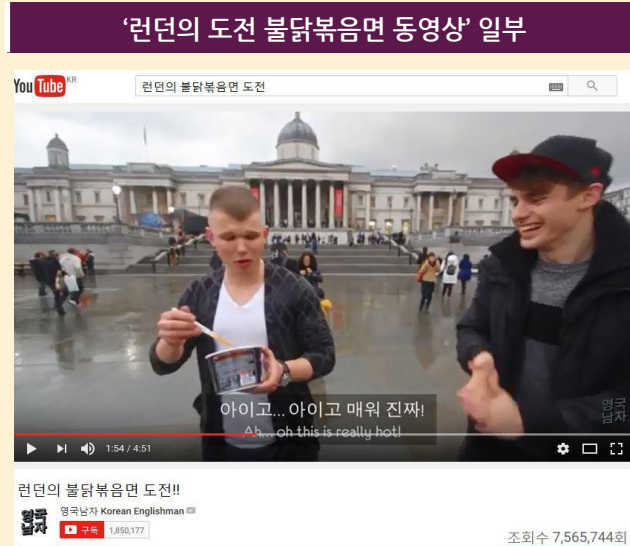 ‘런던의 도전 불닭볶음면 동영상’ 일부
You Tube KR
런던의 불닭볶음면 도전
아이고... 아이고 매워 진짜!
Ah... oh this is really hot!
영국
남자
1:54 / 4:51
런던의 불닭볶음면 도전!!
영국
남자
영국남자 Korean Englishman
구독 1,850,177
조회수 7,565,744회